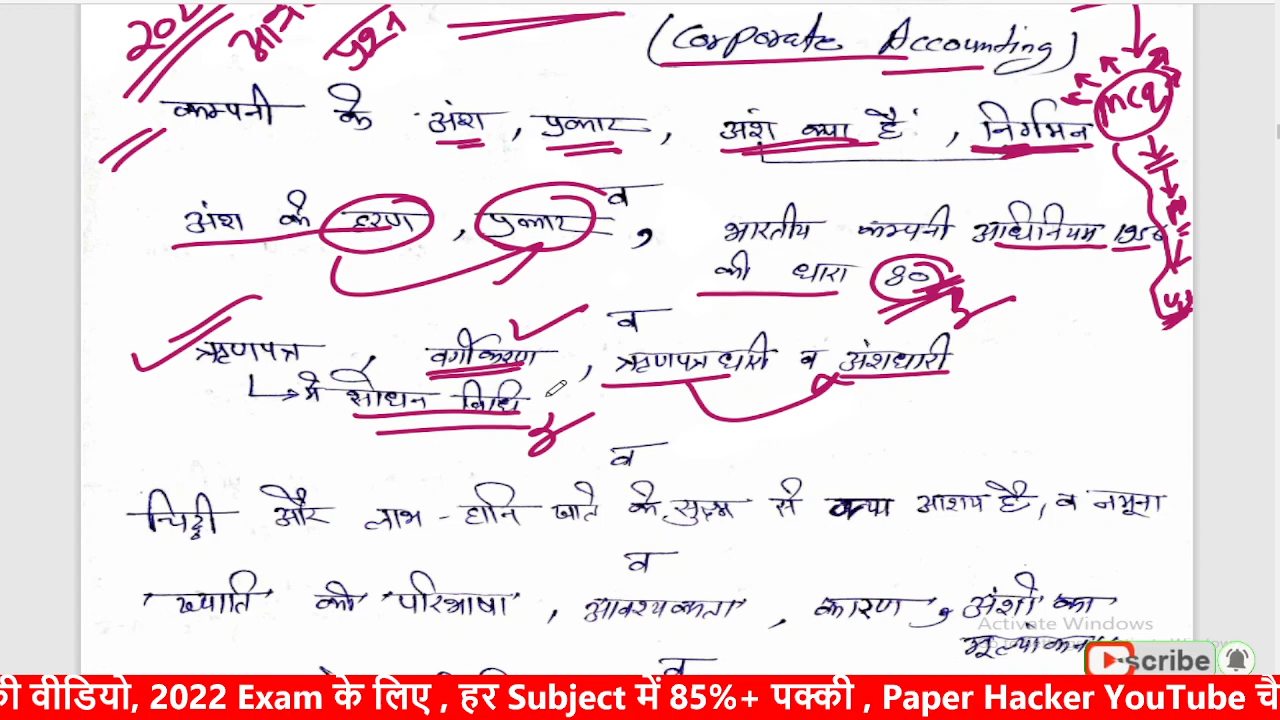 प्रश्न
(Corporate Accounting)
MCQ
कम्पनी के अंश , प्रकार , अंश क्या है , निर्गमन
व
अंश के हरण , प्रकार , भारतीय कम्पनी अधिनियम 1956
की धारा 80
व
ऋणपत्र , वर्गीकरण , ऋणपत्र धारी व अंशधारी
→ के शोधन विधि
व
चिट्ठी और लाभ - हानि खाते के सूक्ष्म से क्या आशय है, व नमूना
व
ख्याति की परिभाषा , आवश्यकता , कारण , अंशों का
मूल्यांकन
व
Activate Windows
scribe
की वीडियो, 2022 Exam के लिए , हर Subject में 85%+ पक्की , Paper Hacker YouTube चै